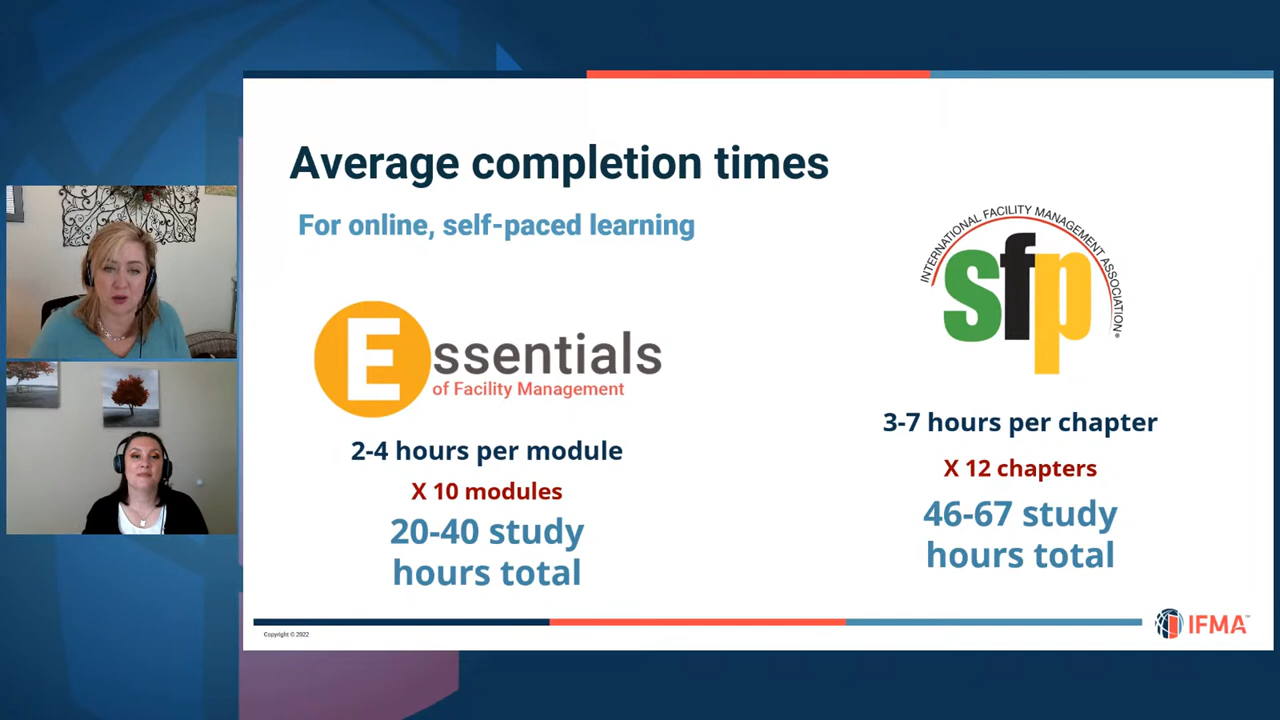 Average completion times
For online, self-paced learning
Essentials
of Facility Management
2-4 hours per module
X 10 modules
20-40 study
hours total
INTERNATIONAL FACILITY MANAGEMENT ASSOCIATION®
sfp
3-7 hours per chapter
X 12 chapters
46-67 study
hours total
Copyright © 2022
IFMA™